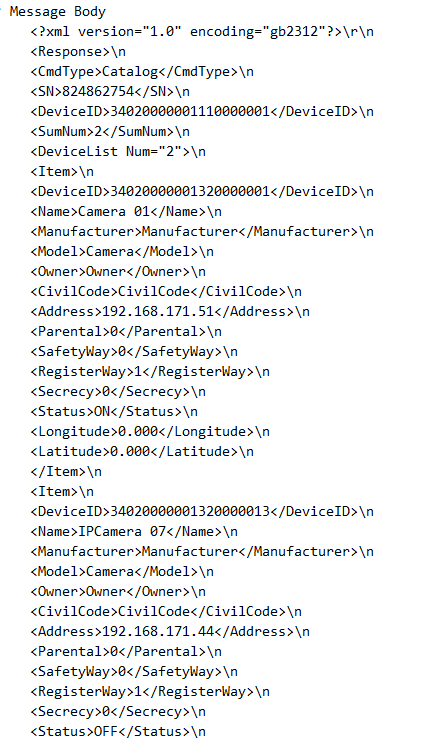 Message Body
<?xml version="1.0" encoding="gb2312"?>\r\n
<Response>\n
<CmdType>Catalog</CmdType>\n
<SN>824862754</SN>\n
<DeviceID>34020000001110000001</DeviceID>\n
<SumNum>2</SumNum>\n
<DeviceList Num="2">\n
<Item>\n
<DeviceID>34020000001320000001</DeviceID>\n
<Name>Camera 01</Name>\n
<Manufacturer>Manufacturer</Manufacturer>\n
<Model>Camera</Model>\n
<Owner>Owner</Owner>\n
<CivilCode>CivilCode</CivilCode>\n
<Address>192.168.171.51</Address>\n
<Parental>0</Parental>\n
<SafetyWay>0</SafetyWay>\n
<RegisterWay>1</RegisterWay>\n
<Secrecy>0</Secrecy>\n
<Status>ON</Status>\n
<Longitude>0.000</Longitude>\n
<Latitude>0.000</Latitude>\n
</Item>\n
<Item>\n
<DeviceID>34020000001320000013</DeviceID>\n
<Name>IPCamera 07</Name>\n
<Manufacturer>Manufacturer</Manufacturer>\n
<Model>Camera</Model>\n
<Owner>Owner</Owner>\n
<CivilCode>CivilCode</CivilCode>\n
<Address>192.168.171.44</Address>\n
<Parental>0</Parental>\n
<SafetyWay>0</SafetyWay>\n
<RegisterWay>1</RegisterWay>\n
<Secrecy>0</Secrecy>\n
<Status>OFF</Status>\n